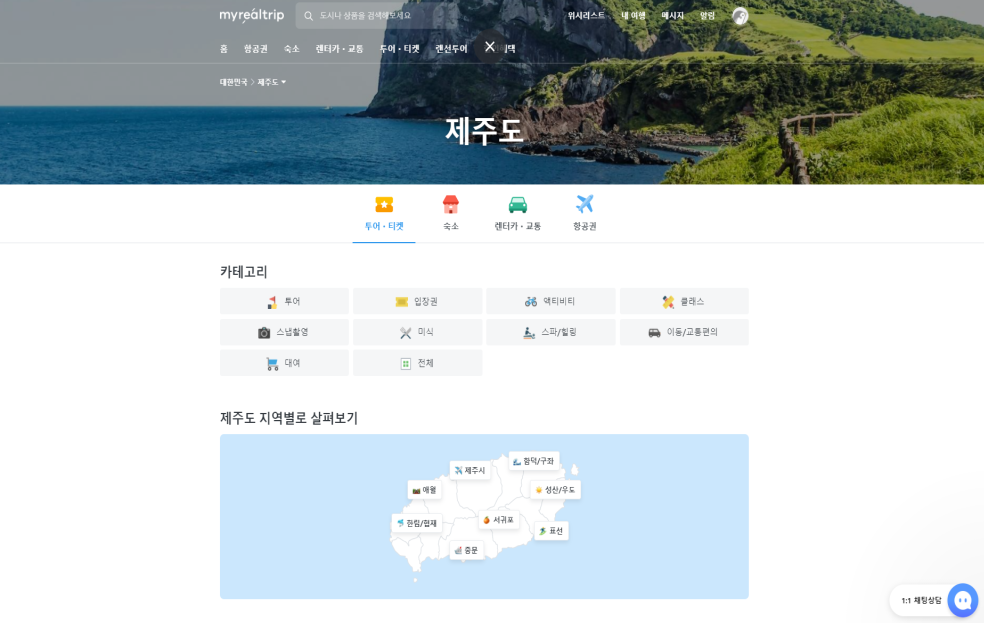 myrealtrip
도시나 상품을 검색해보세요
위시리스트 내 여행 메시지 알림
홈 항공권 숙소 렌터카・교통 투어・티켓 랜선투어
대한민국 > 제주도
제주도
투어・티켓 숙소 렌터카・교통 항공권
카테고리
투어 입장권 액티비티 클래스
스냅촬영 미식 스파/힐링 이동/교통편의
대여 전체
제주도 지역별로 살펴보기
함덕/구좌
제주시
애월 성산/우도
한림/협재 서귀포
표선
중문
1:1 채팅상담